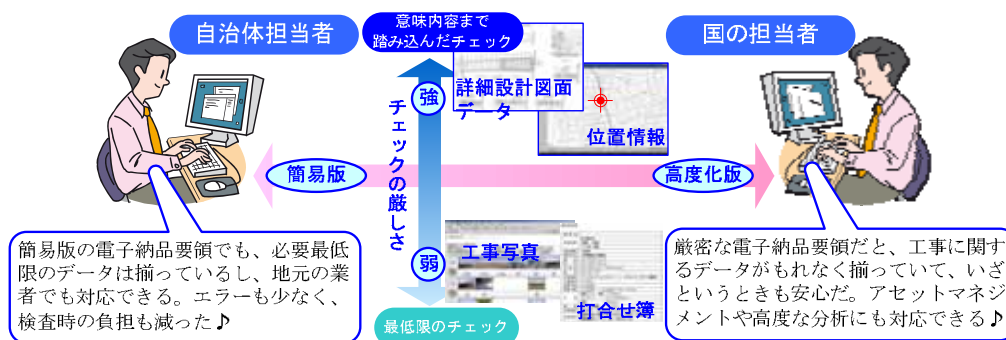 自治体担当者
意味内容まで
踏み込んだチェック
国の担当者
強
詳細設計図面
データ
位置情報
チェックの厳しさ
簡易版
高度化版
弱
工事写真
打合せ簿
最低限のチェック
簡易版の電子納品要領でも、必要最低
限のデータは揃っているし、地元の業
者でも対応できる。エラーも少なく、
検査時の負担も減った♪
厳密な電子納品要領だと、工事に関す
るデータがもれなく揃っていて、いざ
というときも安心だ。アセットマネジ
メントや高度な分析にも対応できる♪